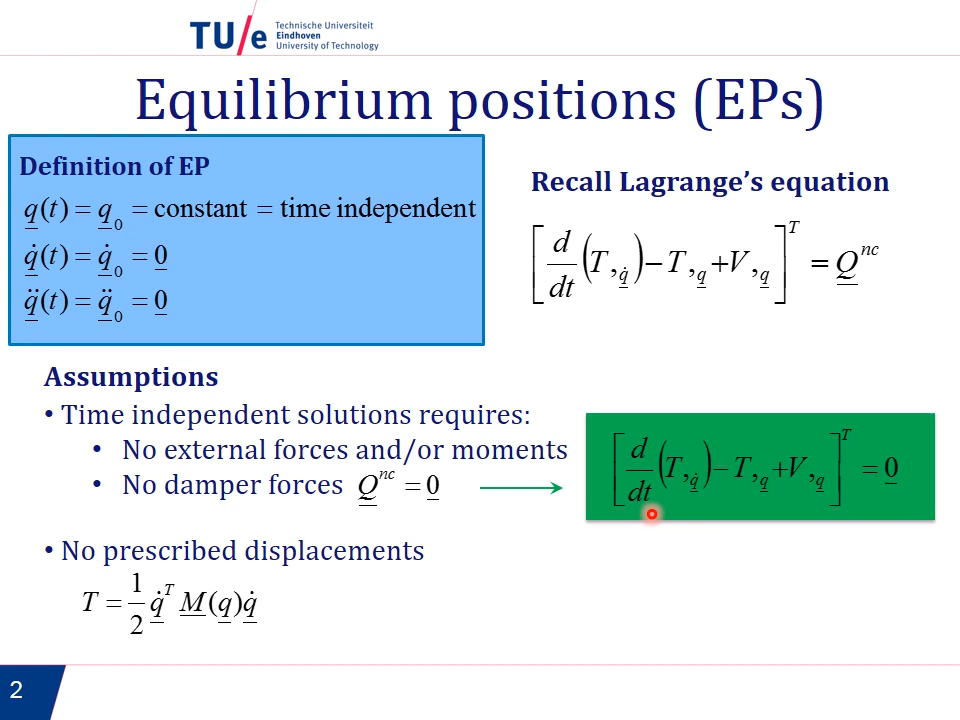 TU/e Technische Universiteit
Eindhoven
University of Technology
Equilibrium positions (EPs)
Definition of EP
q(t) = q₀ = constant = time independent
q̇(t) = q̇₀ = 0
q̈(t) = q̈₀ = 0
Recall Lagrange's equation
[d/dt (T,q̇) − T,q + V,q]ᵀ = Qⁿᶜ
Assumptions
• Time independent solutions requires:
• No external forces and/or moments
• No damper forces Qⁿᶜ = 0
[d/dt (T,q̇) − T,q + V,q]ᵀ = 0
• No prescribed displacements
T = 1/2 q̇ᵀ M(q)q̇
2